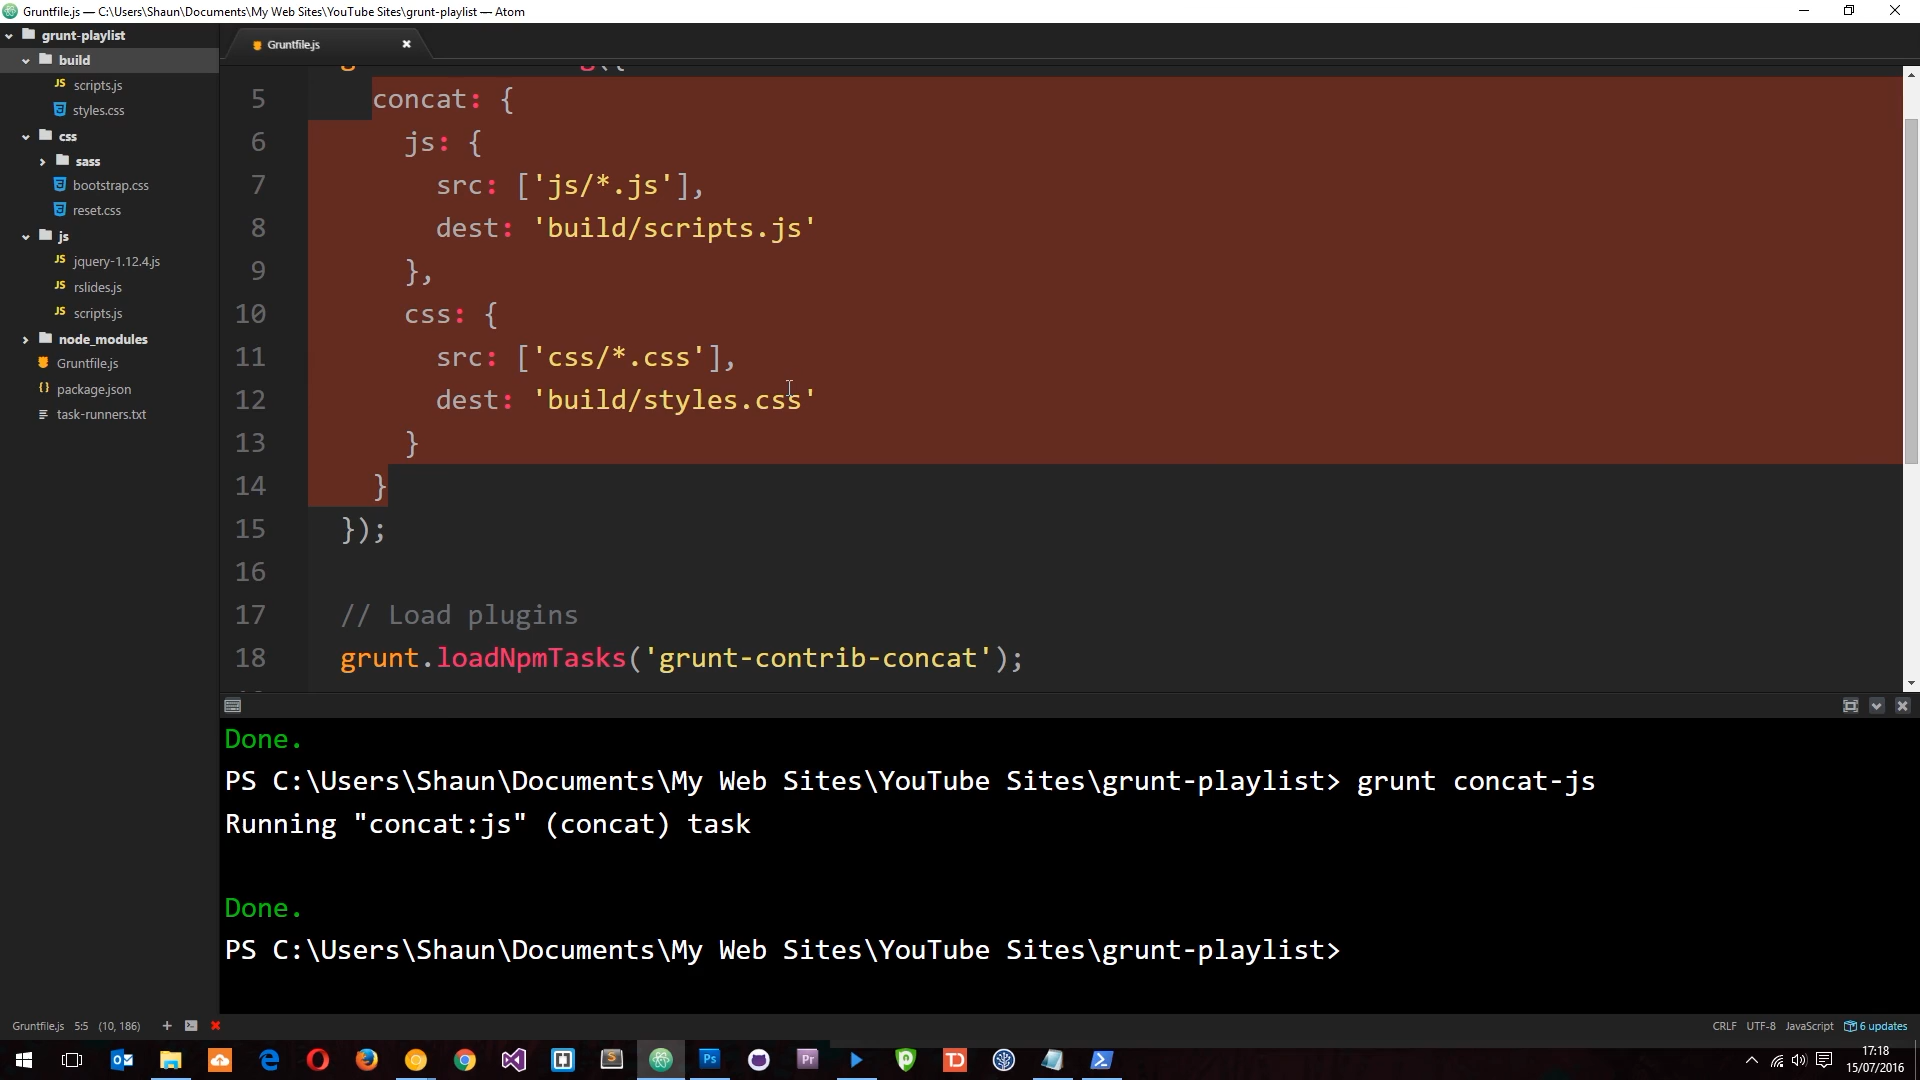 Gruntfile.js — C:\Users\Shaun\Documents\My Web Sites\YouTube Sites\grunt-playlist — Atom
grunt-playlist
build
JS scripts.js
styles.css
css
sass
bootstrap.css
reset.css
js
JS jquery-1.12.4.js
JS rslides.js
JS scripts.js
node_modules
Gruntfile.js
package.json
task-runners.txt
Gruntfile.js
5 concat: {
6 js: {
7 src: ['js/*.js'],
8 dest: 'build/scripts.js'
9 },
10 css: {
11 src: ['css/*.css'],
12 dest: 'build/styles.css'
13 }
14 }
15 });
16
17 // Load plugins
18 grunt.loadNpmTasks('grunt-contrib-concat');
Done.
PS C:\Users\Shaun\Documents\My Web Sites\YouTube Sites\grunt-playlist> grunt concat-js
Running "concat:js" (concat) task
Done.
PS C:\Users\Shaun\Documents\My Web Sites\YouTube Sites\grunt-playlist>
Gruntfile.js 5:5 (10, 186)
CRLF UTF-8 JavaScript 6 updates
Ps
Pr
TD
17:18
15/07/2016